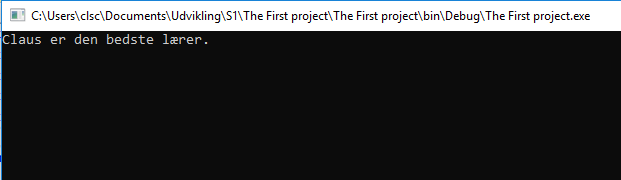 C:\Users\clsc\Documents\Udvikling\S1\The First project\The First project\bin\Debug\The First project.exe
Claus er den bedste lærer.